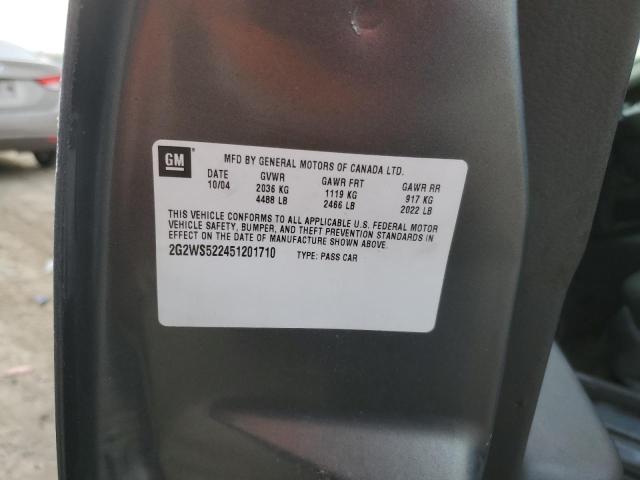 GM
MFD BY GENERAL MOTORS OF CANADA LTD.
DATE GVWR GAWR FRT GAWR RR
10/04 2036 KG 1119 KG 917 KG
4488 LB 2466 LB 2022 LB
THIS VEHICLE CONFORMS TO ALL APPLICABLE U.S. FEDERAL MOTOR
VEHICLE SAFETY, BUMPER, AND THEFT PREVENTION STANDARDS IN
EFFECT ON THE DATE OF MANUFACTURE SHOWN ABOVE.
2G2WS522451201710 TYPE: PASS CAR